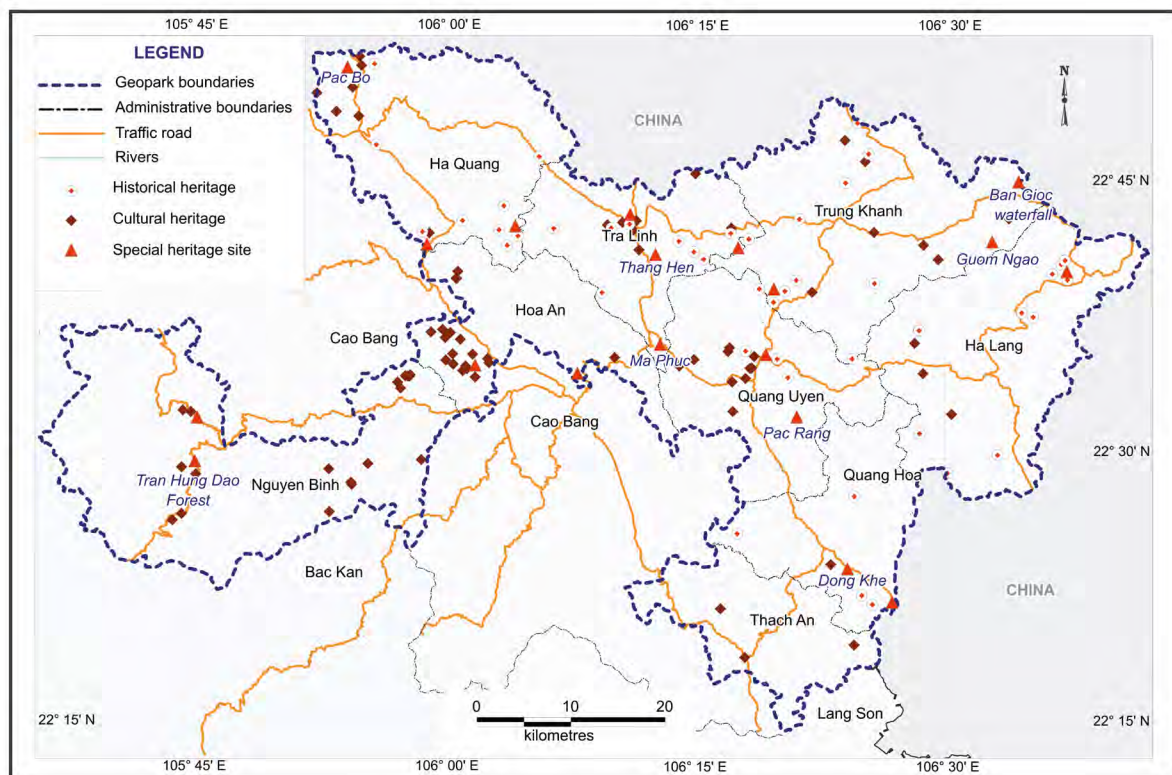 105° 45' E
106° 00' E
106° 15' E
106° 30' E
LEGEND
Geopark boundaries
Administrative boundaries
Traffic road
Rivers
Historical heritage
Cultural heritage
Special heritage site
N
Pac Bo
CHINA
Ha Quang
22° 45' N
Ban Gioc
waterfall
Trung Khanh
Tra Linh
Thang Hen
Guom Ngao
Hoa An
Cao Bang
Ma Phuc
Ha Lang
Quang Uyen
Cao Bang
Pac Rang
22° 30' N
Tran Hung Dao
Forest
Nguyen Binh
Quang Hoa
Bac Kan
Dong Khe
CHINA
Thach An
22° 15' N
0 10 20
kilometres
Lang Son
22° 15' N
105° 45' E
106° 00' E
106° 15' E
106° 30' E